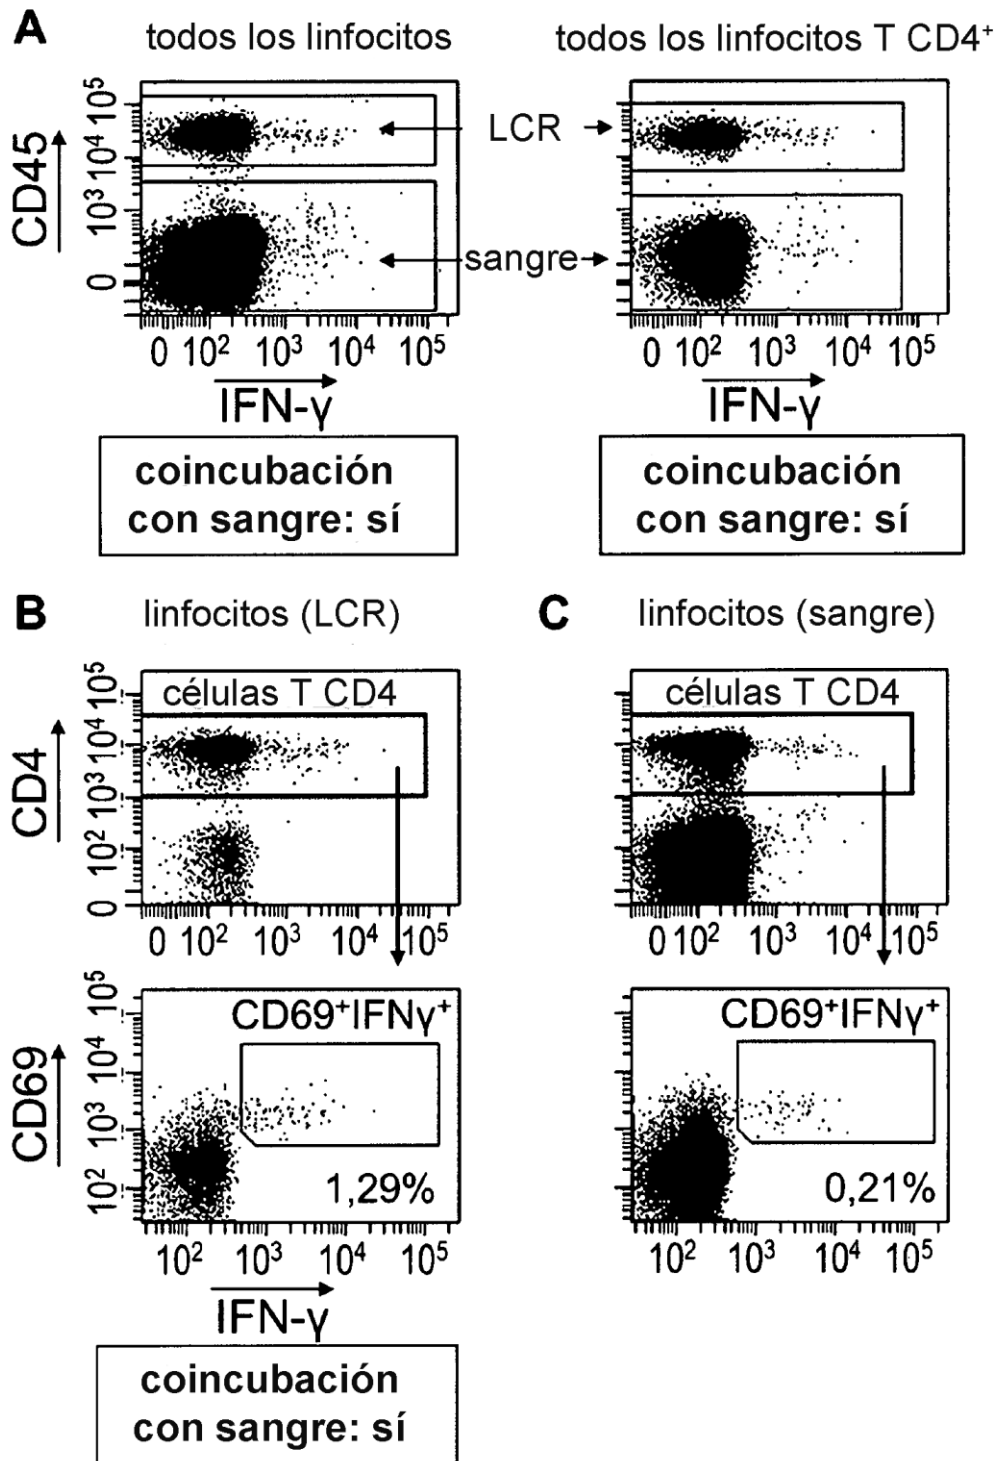 A
todos los linfocitos
todos los linfocitos T CD4⁺
CD45
10⁵
10⁴
10³
0
LCR
sangre
0 10² 10³ 10⁴ 10⁵
IFN-γ
0 10² 10³ 10⁴ 10⁵
IFN-γ
coincubación
con sangre: sí
coincubación
con sangre: sí
B
linfocitos (LCR)
C
linfocitos (sangre)
CD4
10⁵
10⁴
10³
10²
0
células T CD4
células T CD4
0 10² 10³ 10⁴ 10⁵
0 10² 10³ 10⁴ 10⁵
CD69
10⁵
10⁴
10³
10²
CD69⁺IFNγ⁺
1,29%
CD69⁺IFNγ⁺
0,21%
10² 10³ 10⁴ 10⁵
10² 10³ 10⁴ 10⁵
IFN-γ
coincubación
con sangre: sí